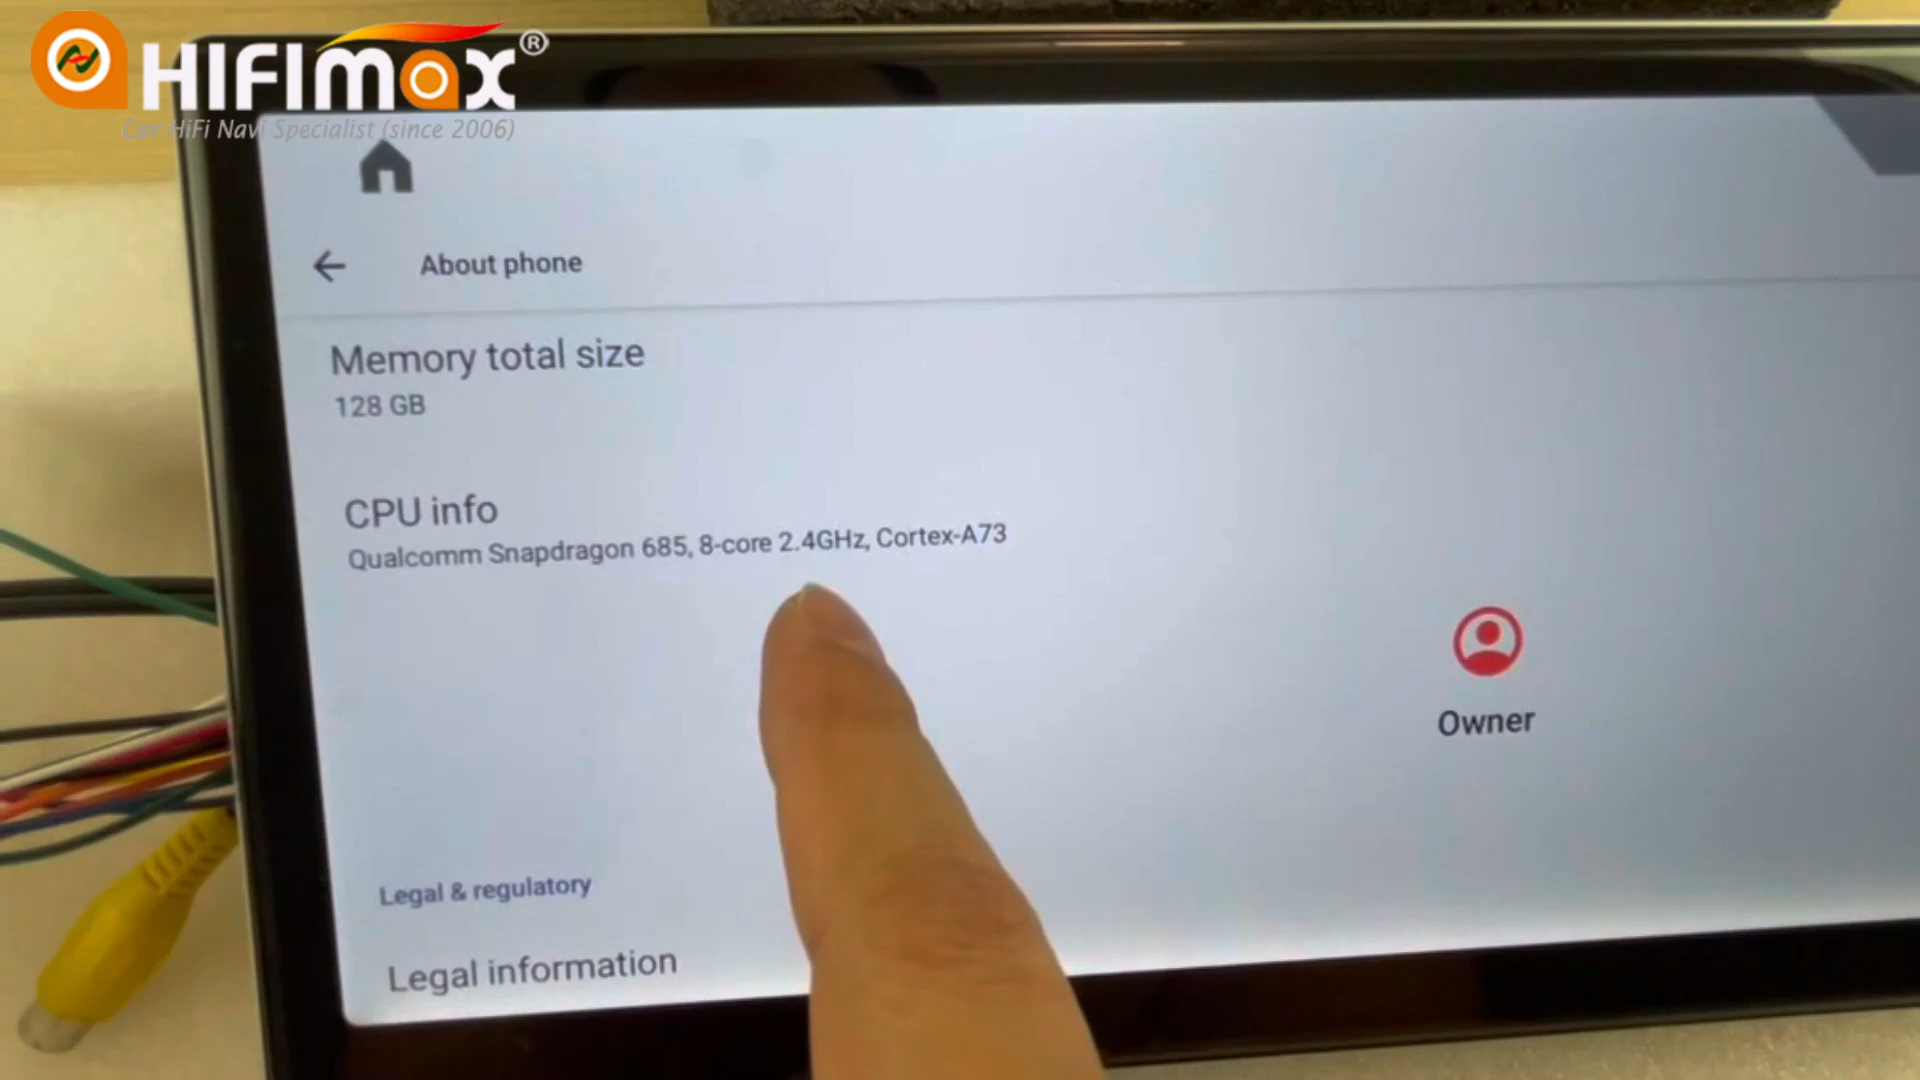 HIFIMAX®
Car HiFi Navi Specialist (since 2006)
About phone
Memory total size
128 GB
CPU info
Qualcomm Snapdragon 685, 8-core 2.4GHz, Cortex-A73
Owner
Legal & regulatory
Legal information